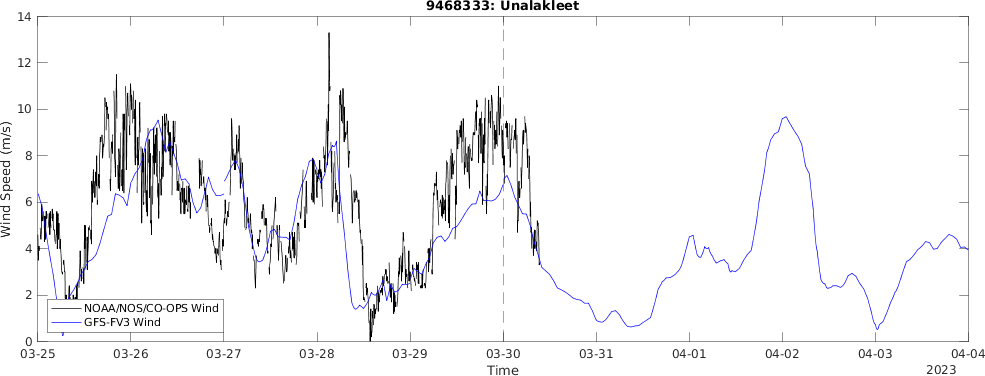 9468333: Unalakleet
14
12
10
8
6
4
2
0
Wind Speed (m/s)
NOAA/NOS/CO-OPS Wind
GFS-FV3 Wind
03-25 03-26 03-27 03-28 03-29 03-30 03-31 04-01 04-02 04-03 04-04
Time
2023